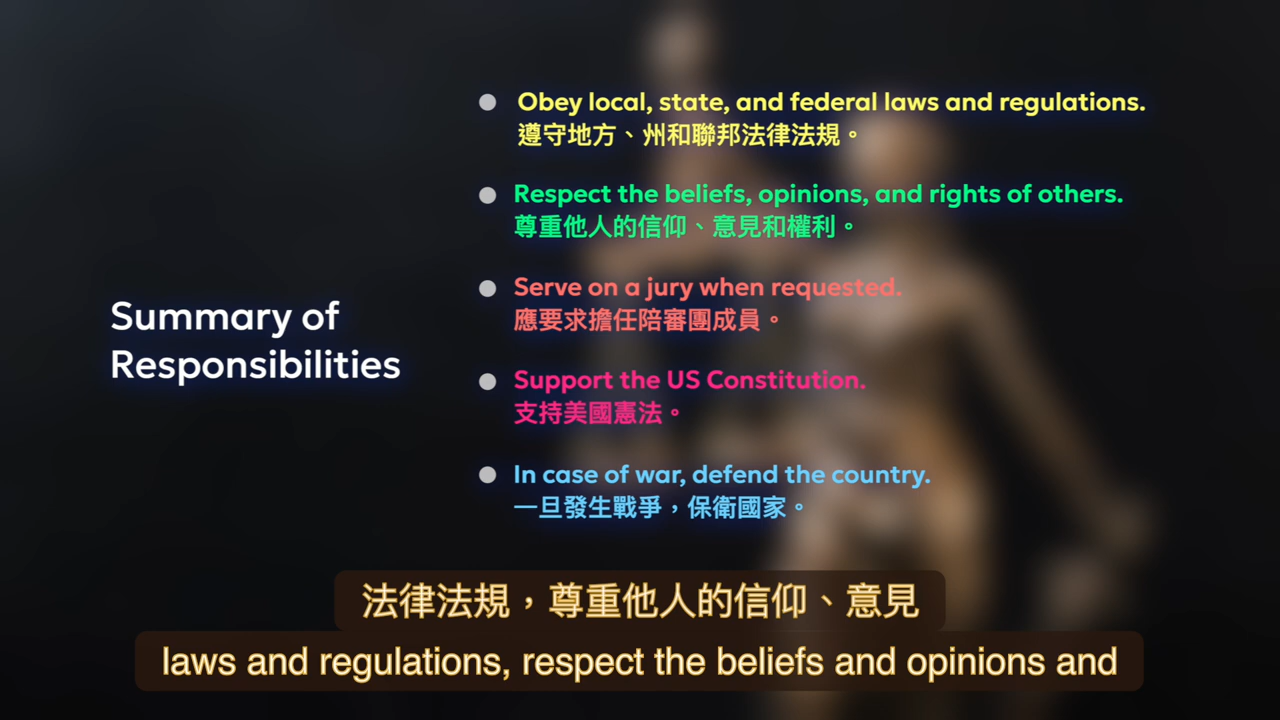 Summary of
Responsibilities
Obey local, state, and federal laws and regulations.
遵守地方、州和聯邦法律法規。
Respect the beliefs, opinions, and rights of others.
尊重他人的信仰、意見和權利。
Serve on a jury when requested.
應要求擔任陪審團成員。
Support the US Constitution.
支持美國憲法。
In case of war, defend the country.
一旦發生戰爭，保衛國家。
法律法規，尊重他人的信仰、意見
laws and regulations, respect the beliefs and opinions and